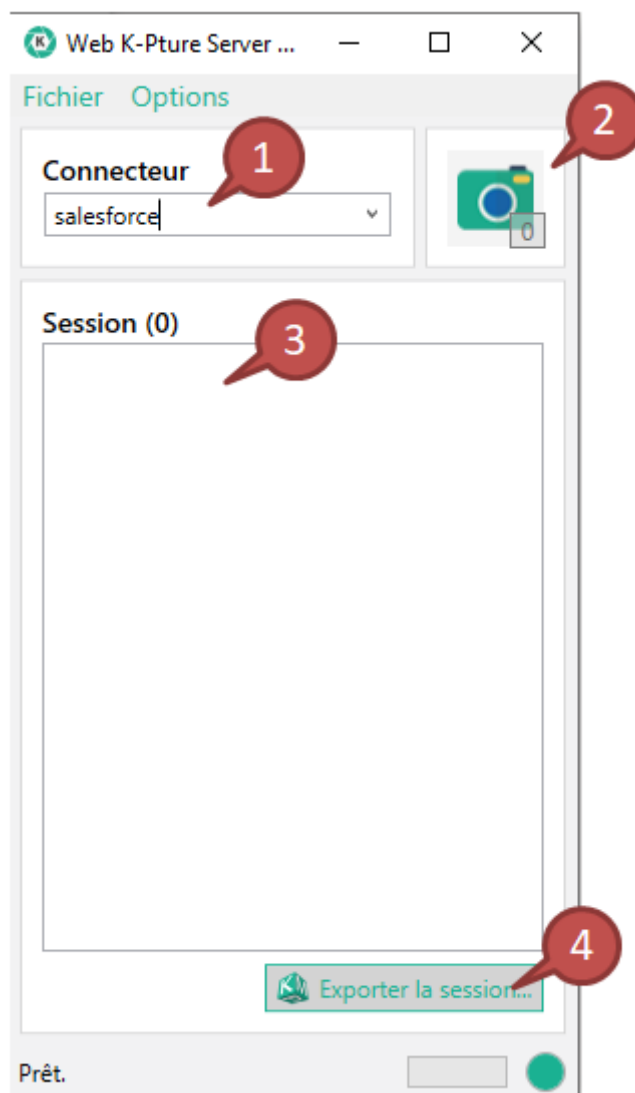 Web K-Pture Server ...
Fichier Options
2
1
Connecteur
salesforce
0
Session (0)
3
4
Exporter la session...
Prêt.